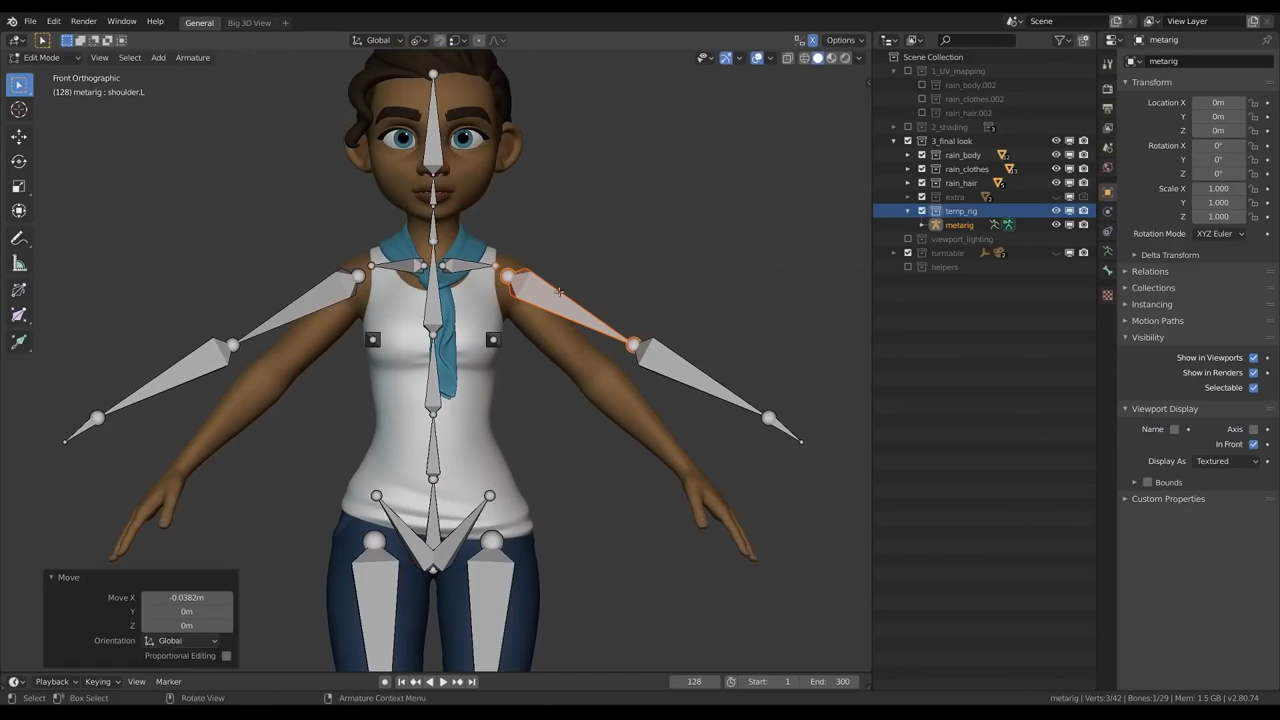 File Edit Render Window Help General Big 3D View + Scene View Layer
Global Options
Edit Mode View Select Add Armature
Front Orthographic
(128) metarig : shoulder.L
Move
Move X -0.0382m
Y 0m
Z 0m
Orientation Global
Proportional Editing
Scene Collection
1_UV_mapping
rain_body.002
rain_clothes.002
rain_hair.002
2_shading
3_final look
rain_body
rain_clothes
rain_hair
extra
temp_rig
metarig
viewport_lighting
turntable
helpers
metarig
metarig
Transform
Location X 0m
Y 0m
Z 0m
Rotation X 0°
Y 0°
Z 0°
Scale X 1.000
Y 1.000
Z 1.000
Rotation Mode XYZ Euler
Delta Transform
Relations
Collections
Instancing
Motion Paths
Visibility
Show in Viewports
Show in Renders
Selectable
Viewport Display
Name Axis
In Front
Display As Textured
Bounds
Custom Properties
Playback Keying View Marker 128 Start: 1 End: 300
Select Box Select Rotate View Armature Context Menu metarig | Verts:3/42 | Bones:1/29 | Mem: 1.5 GB | v2.80.74